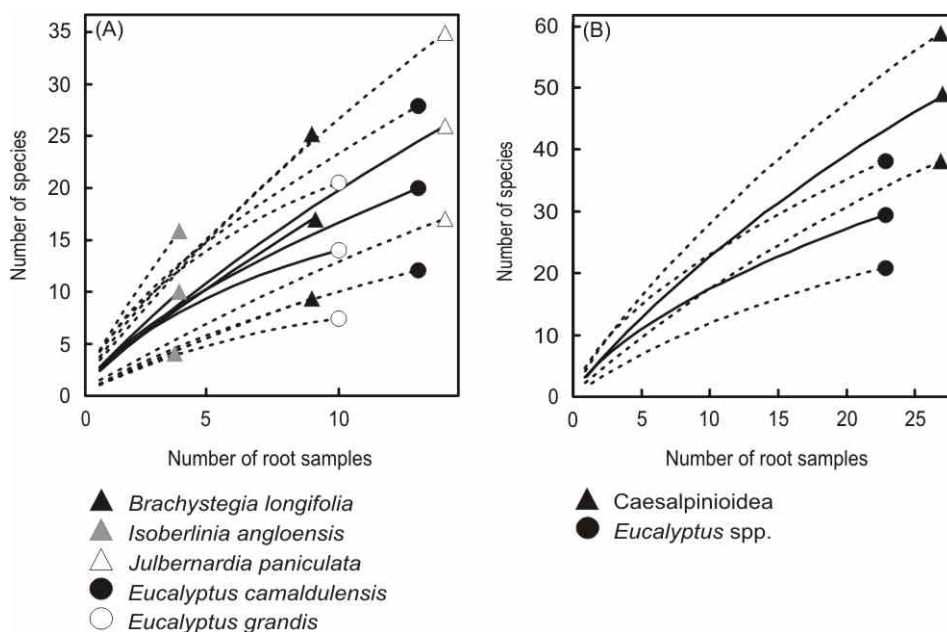 (A)
35
30
25
20
15
10
5
0
Number of species
0 5 10
Number of root samples
Brachystegia longifolia
Isoberlinia angloensis
Julbernardia paniculata
Eucalyptus camaldulensis
Eucalyptus grandis
(B)
60
50
40
30
20
10
0
Number of species
0 5 10 15 20 25
Number of root samples
Caesalpinioidea
Eucalyptus spp.